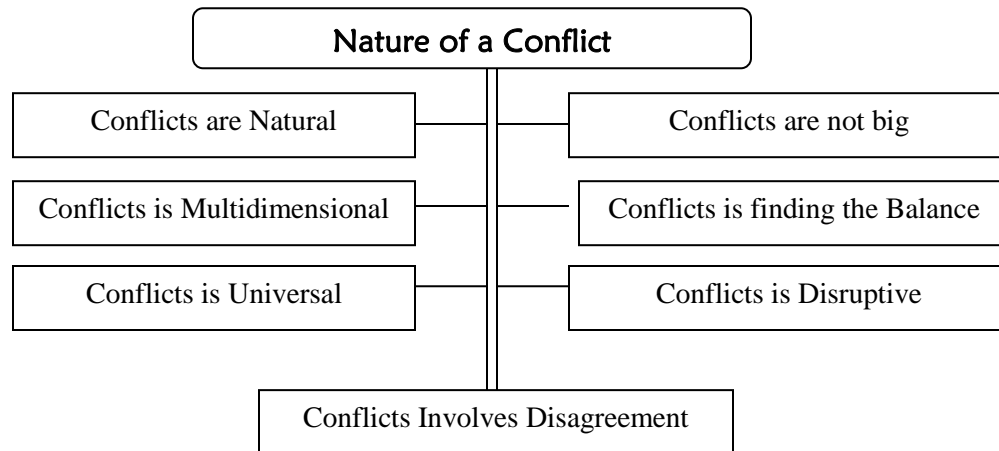 Nature of a Conflict
Conflicts are Natural
Conflicts are not big
Conflicts is Multidimensional
Conflicts is finding the Balance
Conflicts is Universal
Conflicts is Disruptive
Conflicts Involves Disagreement